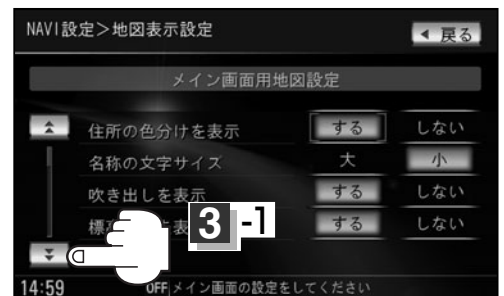 NAVI設定>地図表示設定
戻る
メイン画面用地図設定
住所の色分けを表示 する しない
名称の文字サイズ 大 小
吹き出しを表示 する しない
標高 表 する しない
3-1
14:59 OFF メイン画面の設定をしてください